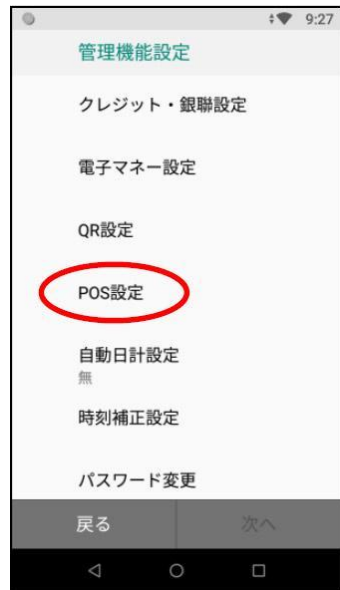 9:27
管理機能設定
クレジット・銀聯設定
電子マネー設定
QR設定
POS設定
自動日計設定
無
時刻補正設定
パスワード変更
戻る 次へ